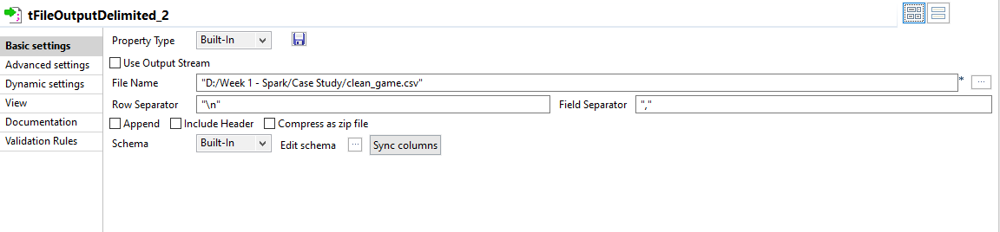 tFileOutputDelimited_2
Basic settings
Advanced settings
Dynamic settings
View
Documentation
Validation Rules
Property Type Built-In
Use Output Stream
File Name "D:/Week 1 - Spark/Case Study/clean_game.csv" * ...
Row Separator "\n" Field Separator ","
Append Include Header Compress as zip file
Schema Built-In Edit schema ... Sync columns